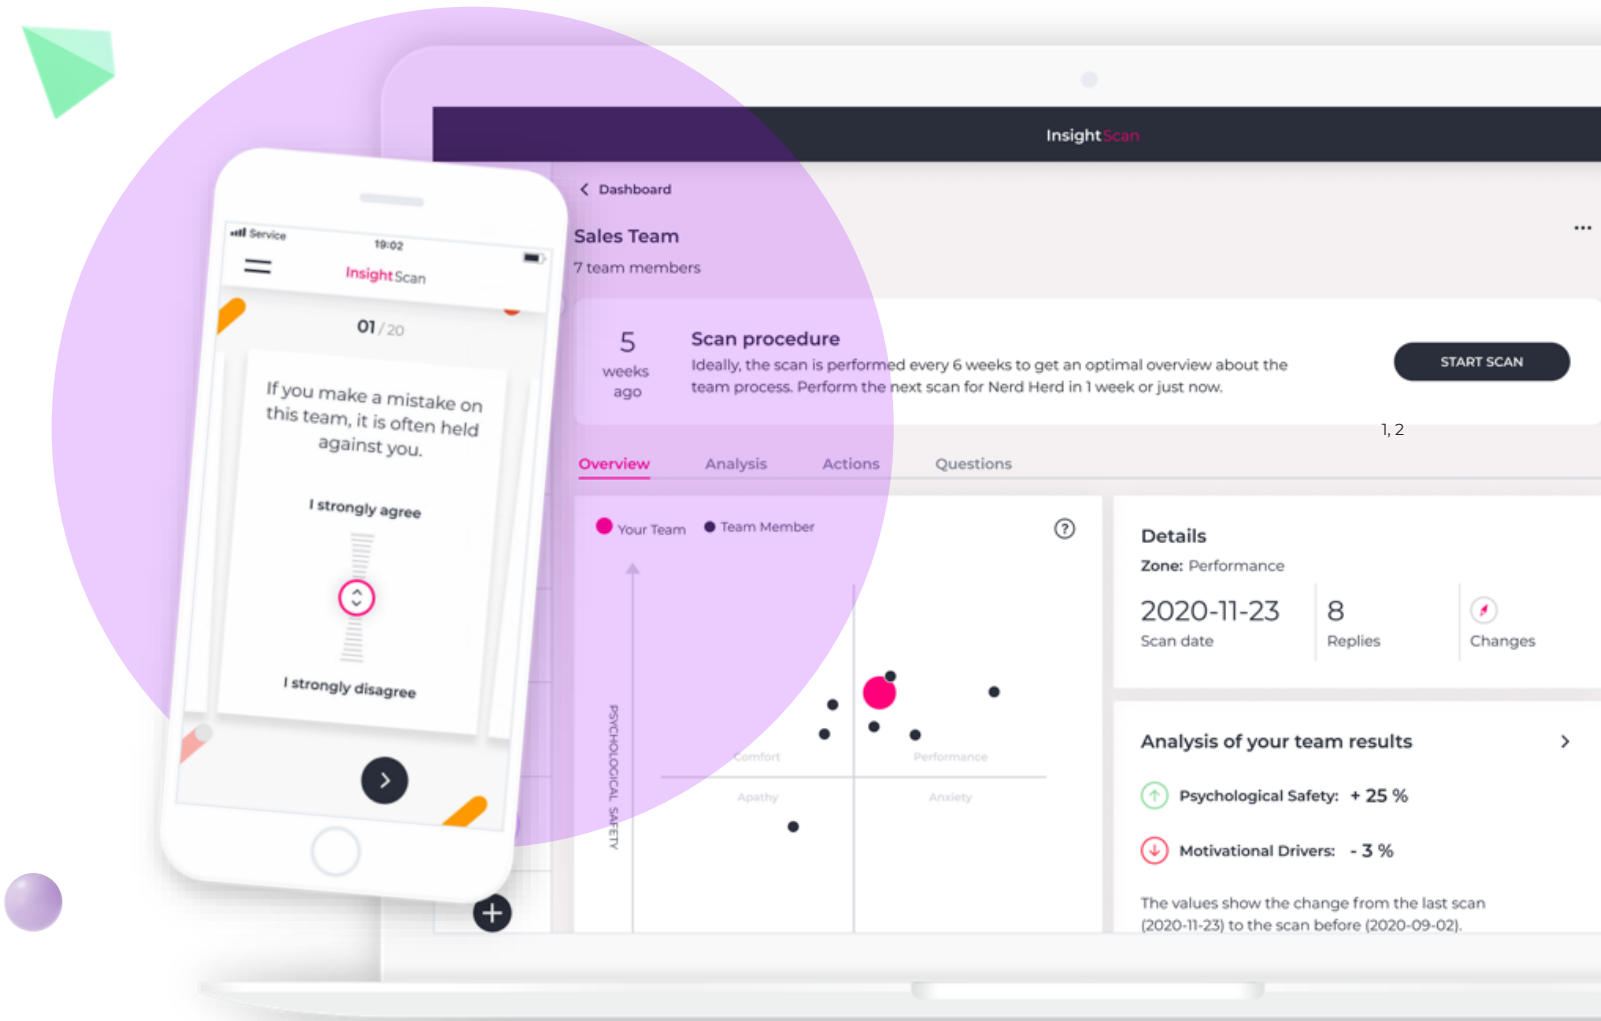 Service
19:02
InsightScan
01 / 20
If you make a mistake on
this team, it is often held
against you.
I strongly agree
I strongly disagree
InsightScan
Dashboard
Sales Team
7 team members
...
5
weeks
ago
Scan procedure
Ideally, the scan is performed every 6 weeks to get an optimal overview about the
team process. Perform the next scan for Nerd Herd in 1 week or just now.
START SCAN
1, 2
Overview Analysis Actions Questions
Your Team Team Member
?
PSYCHOLOGICAL SAFETY
Comfort Performance
Apathy Anxiety
Details
Zone: Performance
2020-11-23 8
Scan date Replies Changes
Analysis of your team results
Psychological Safety: + 25 %
Motivational Drivers: - 3 %
The values show the change from the last scan
(2020-11-23) to the scan before (2020-09-02).